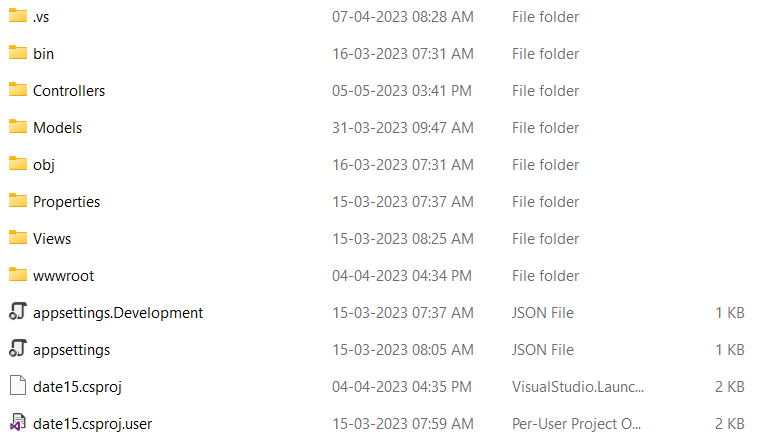 .vs 07-04-2023 08:28 AM File folder
bin 16-03-2023 07:31 AM File folder
Controllers 05-05-2023 03:41 PM File folder
Models 31-03-2023 09:47 AM File folder
obj 16-03-2023 07:31 AM File folder
Properties 15-03-2023 07:37 AM File folder
Views 15-03-2023 08:25 AM File folder
wwwroot 04-04-2023 04:34 PM File folder
appsettings.Development 15-03-2023 07:37 AM JSON File 1 KB
appsettings 15-03-2023 08:05 AM JSON File 1 KB
date15.csproj 04-04-2023 04:35 PM VisualStudio.Launc... 2 KB
date15.csproj.user 15-03-2023 07:59 AM Per-User Project O... 2 KB